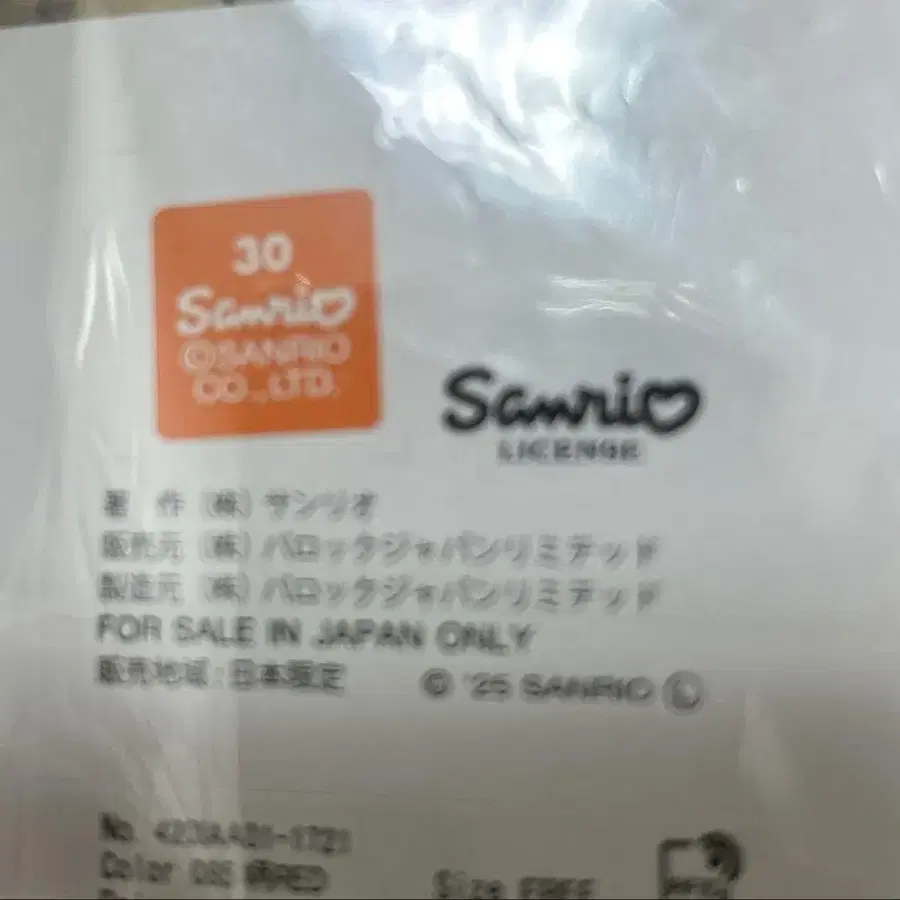 30
Sanrio
©SANRIO
CO.,LTD.
Sanrio
LICENSE
著 作 (株) サンリオ
販売元 (株) バロックジャパンリミテッド
製造元 (株) バロックジャパンリミテッド
FOR SALE IN JAPAN ONLY
販売地域:日本限定
© '25 SANRIO Ⓛ
No.
Color RED
Size FREE